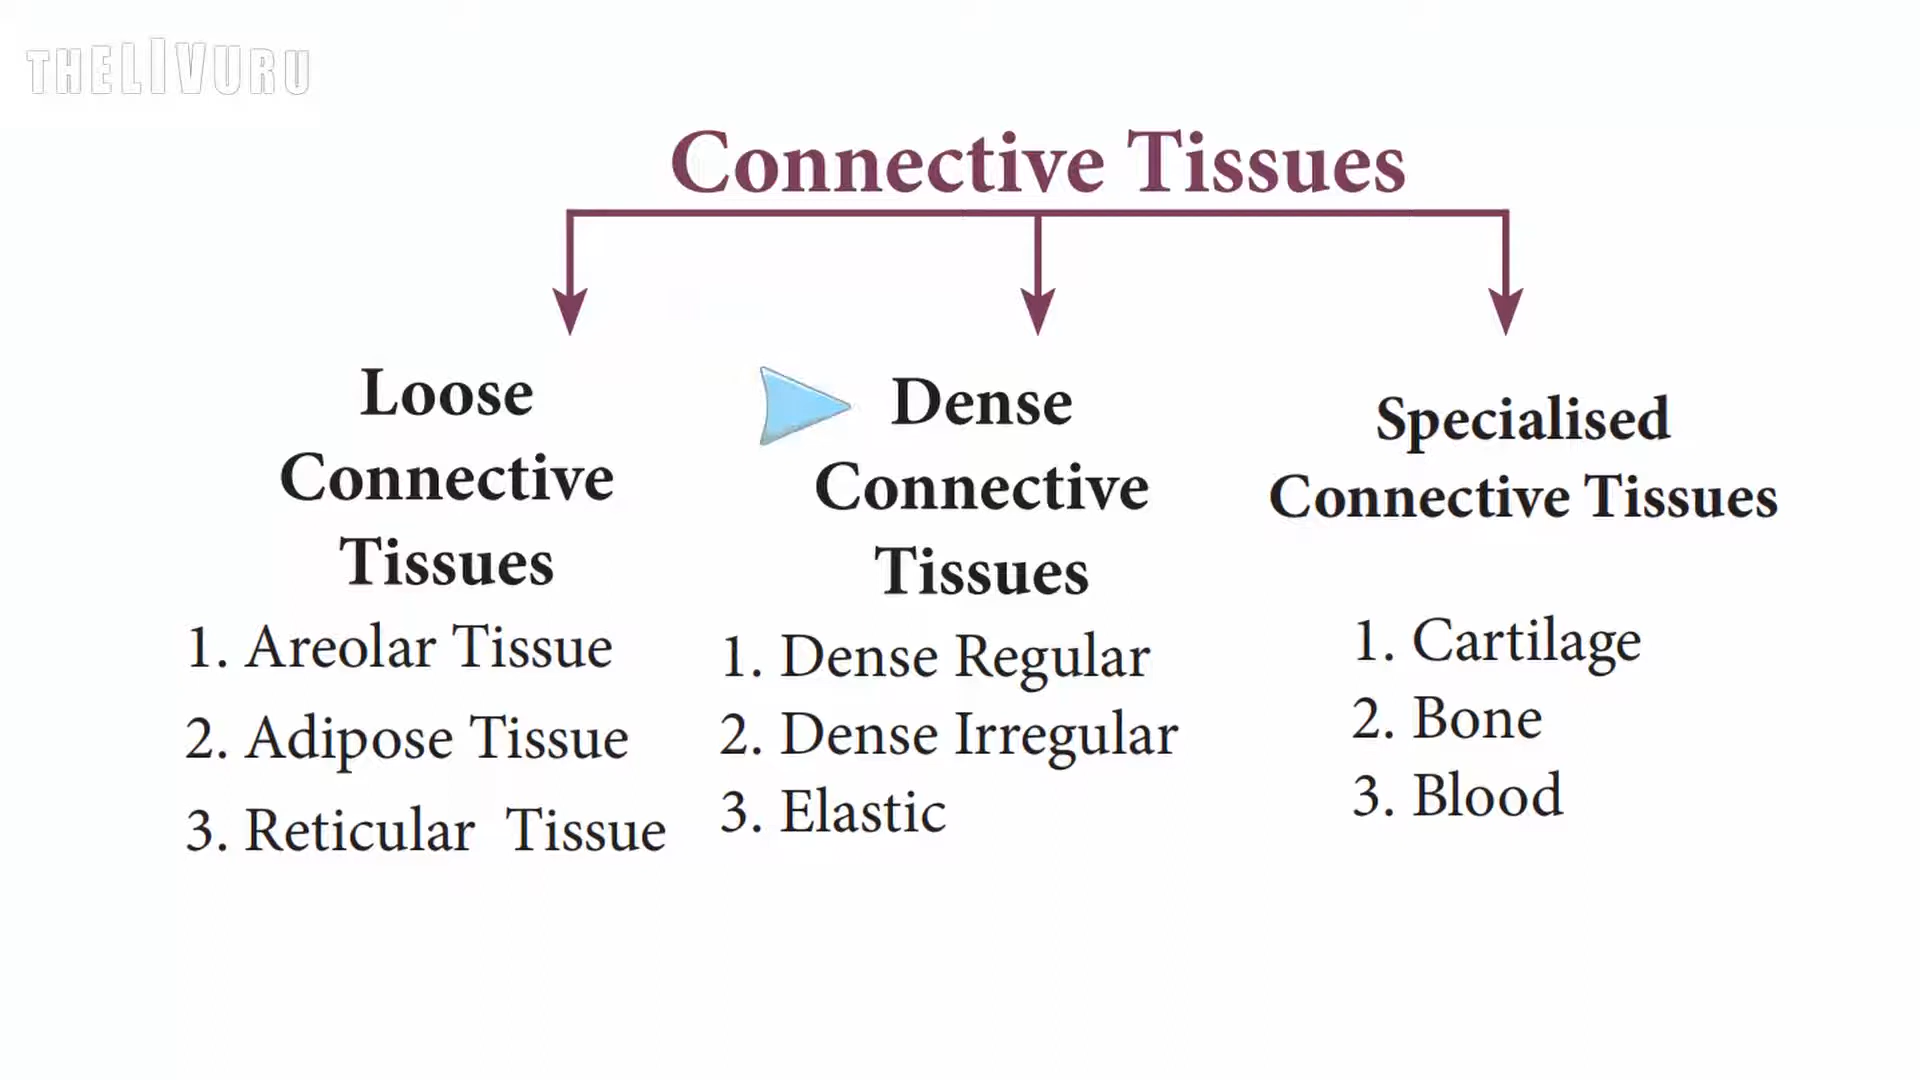 THELIVURU
Connective Tissues
Loose
Connective
Tissues
1. Areolar Tissue
2. Adipose Tissue
3. Reticular Tissue
Dense
Connective
Tissues
1. Dense Regular
2. Dense Irregular
3. Elastic
Specialised
Connective Tissues
1. Cartilage
2. Bone
3. Blood